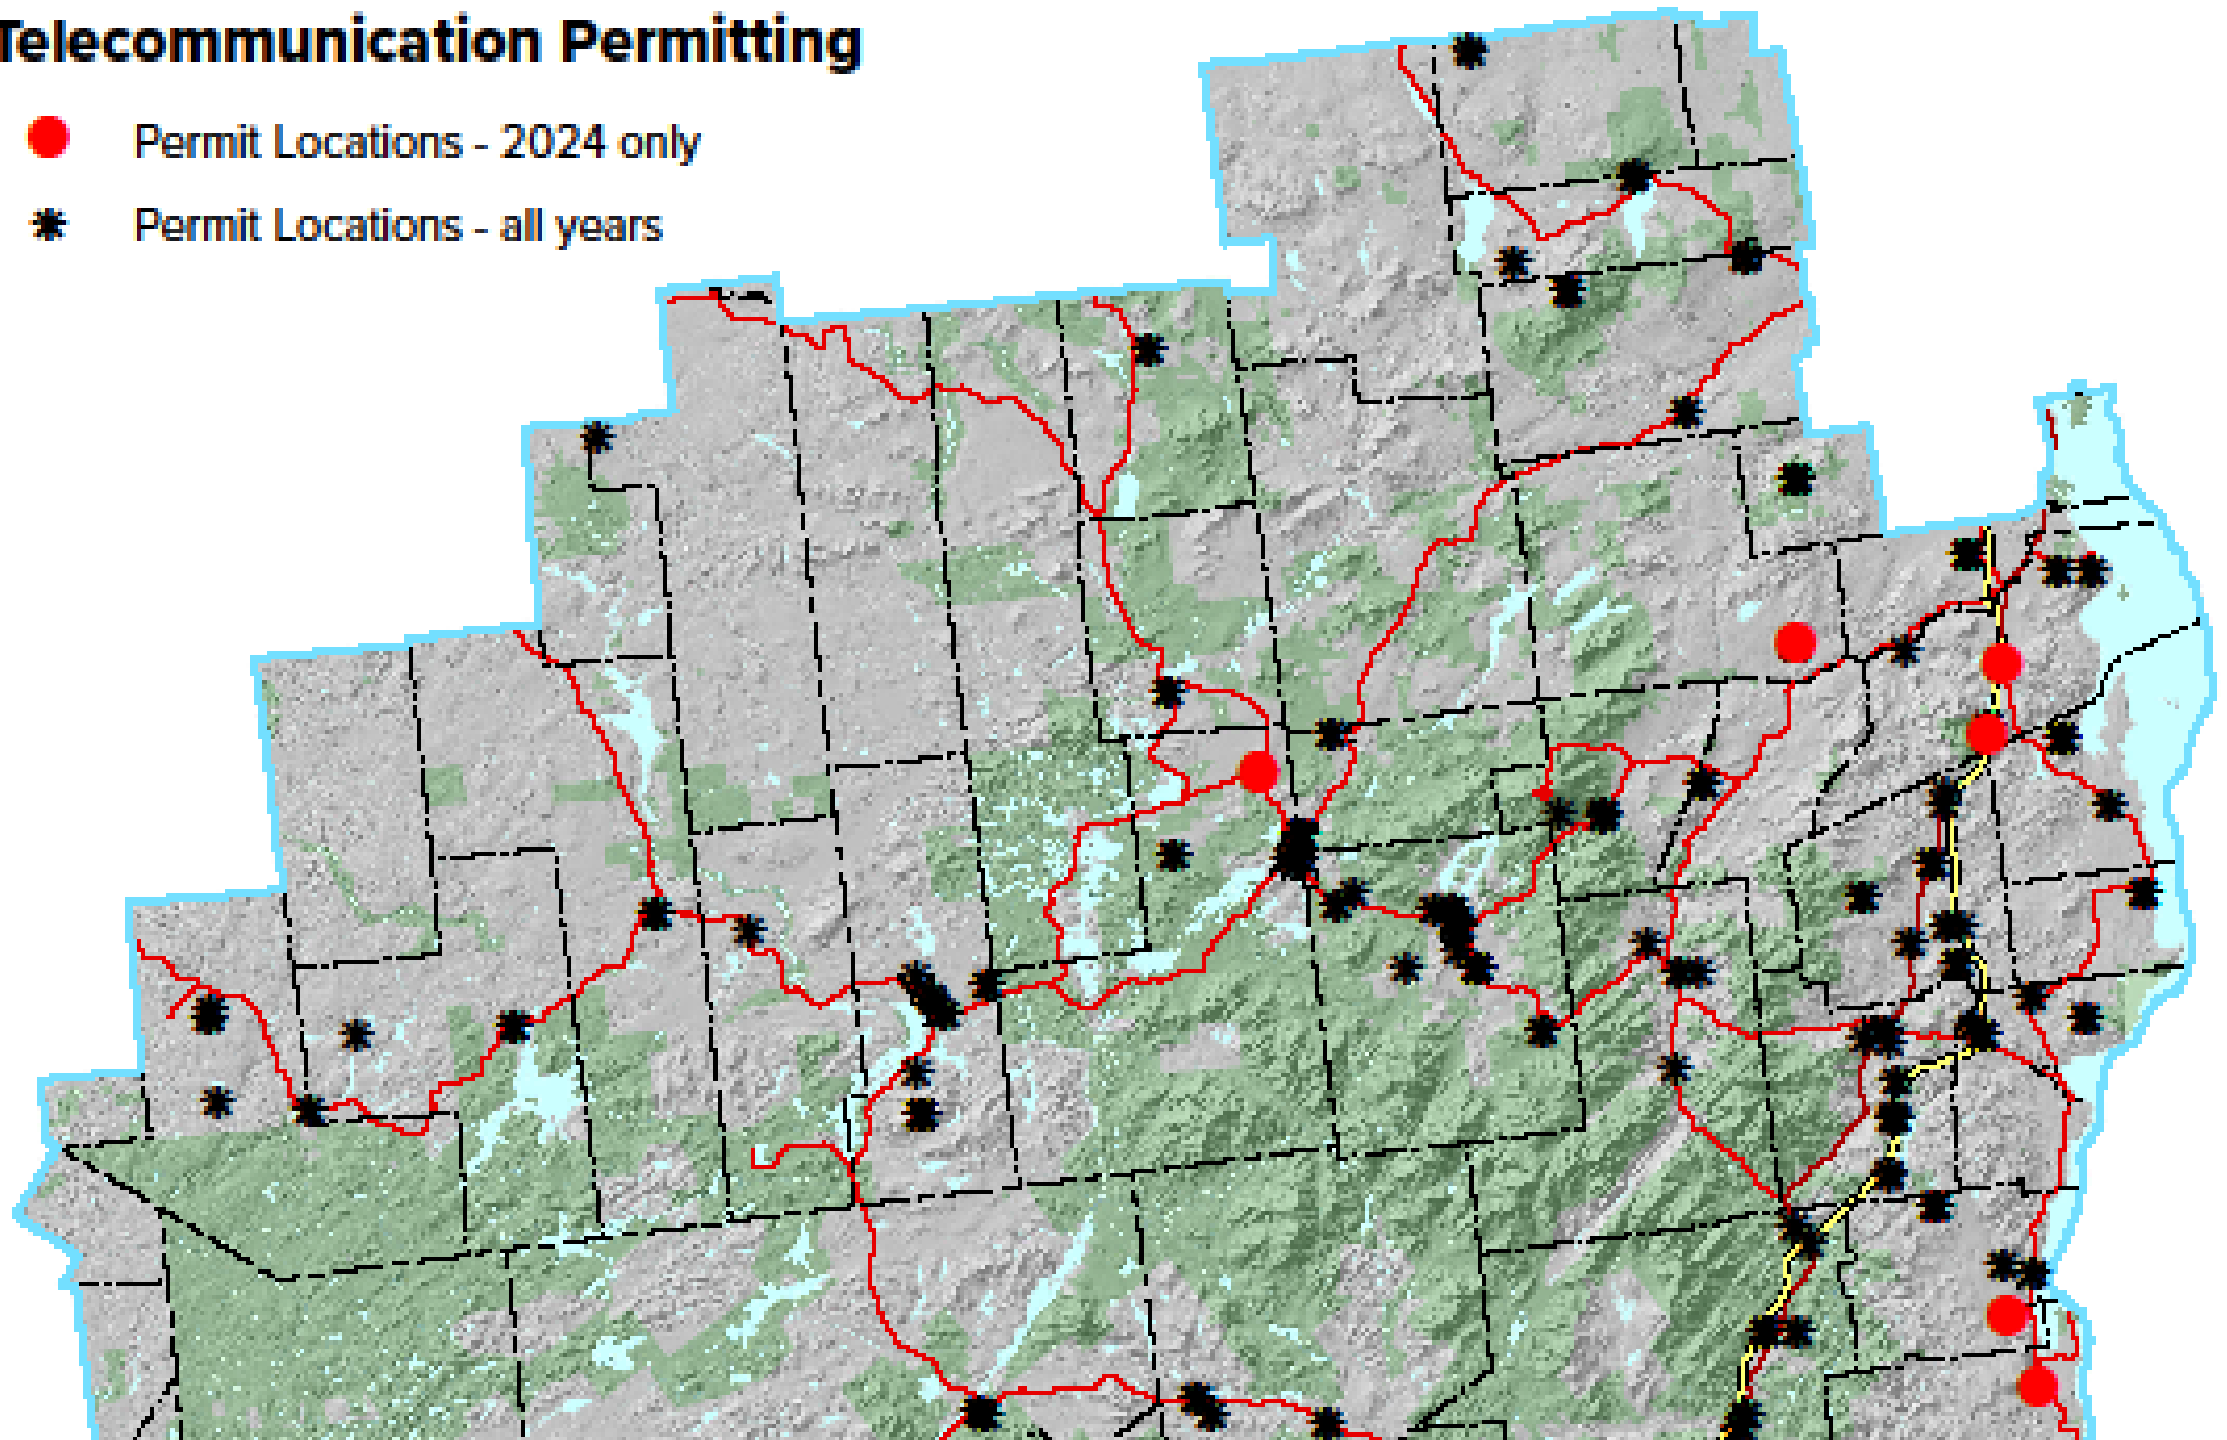 Telecommunication Permitting
Permit Locations - 2024 only
Permit Locations - all years